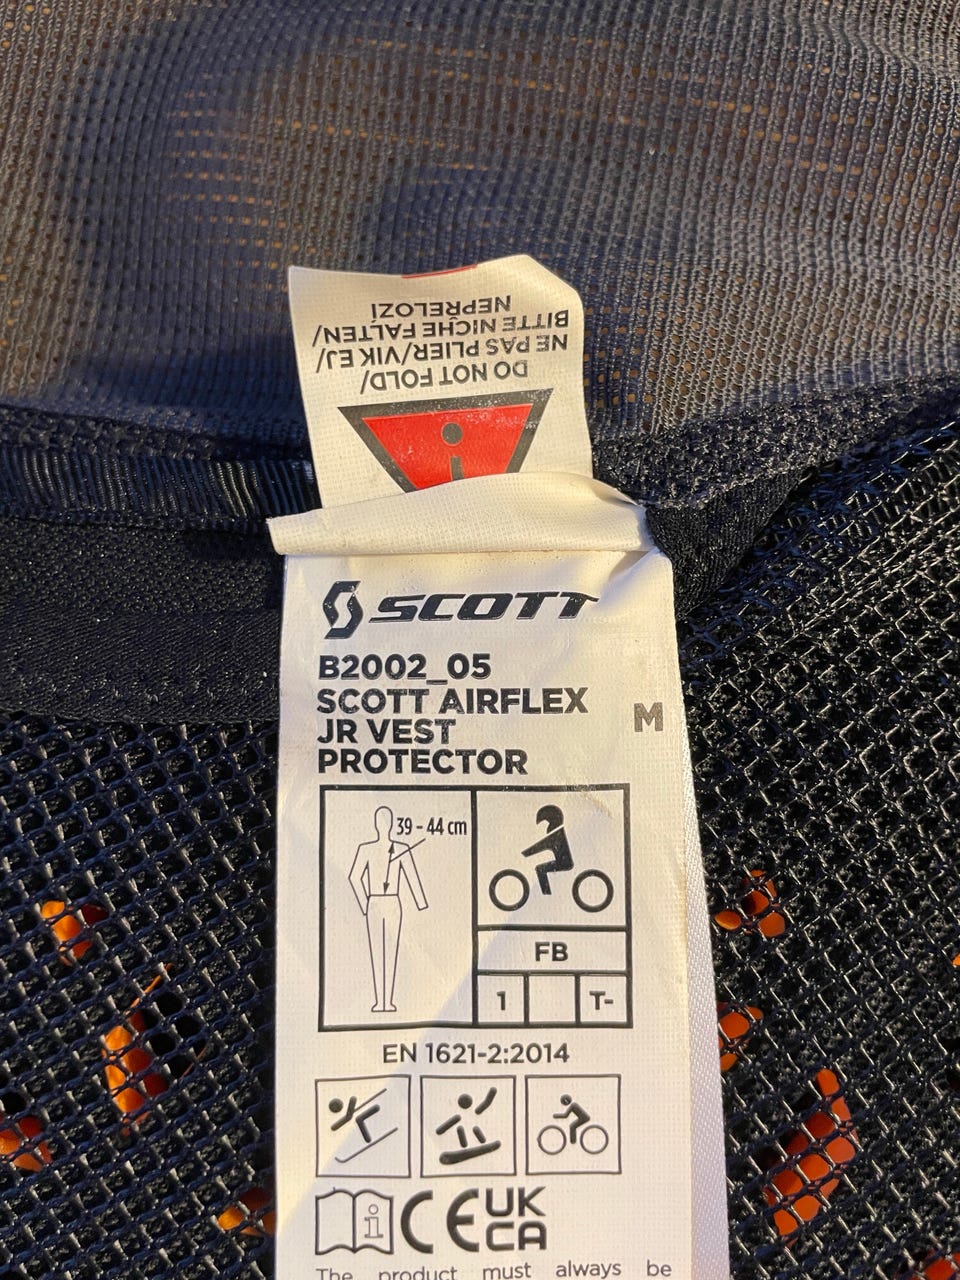 DO NOT FOLD/
NE PAS PLIER/VIK EJ/
BITTE NICHE FALTEN/
NEPRELOZI
SCOTT
B2002_05
SCOTT AIRFLEX
JR VEST
PROTECTOR
M
39 - 44 cm
FB
1 T-
EN 1621-2:2014
i
CE UK
CA
The product must always be